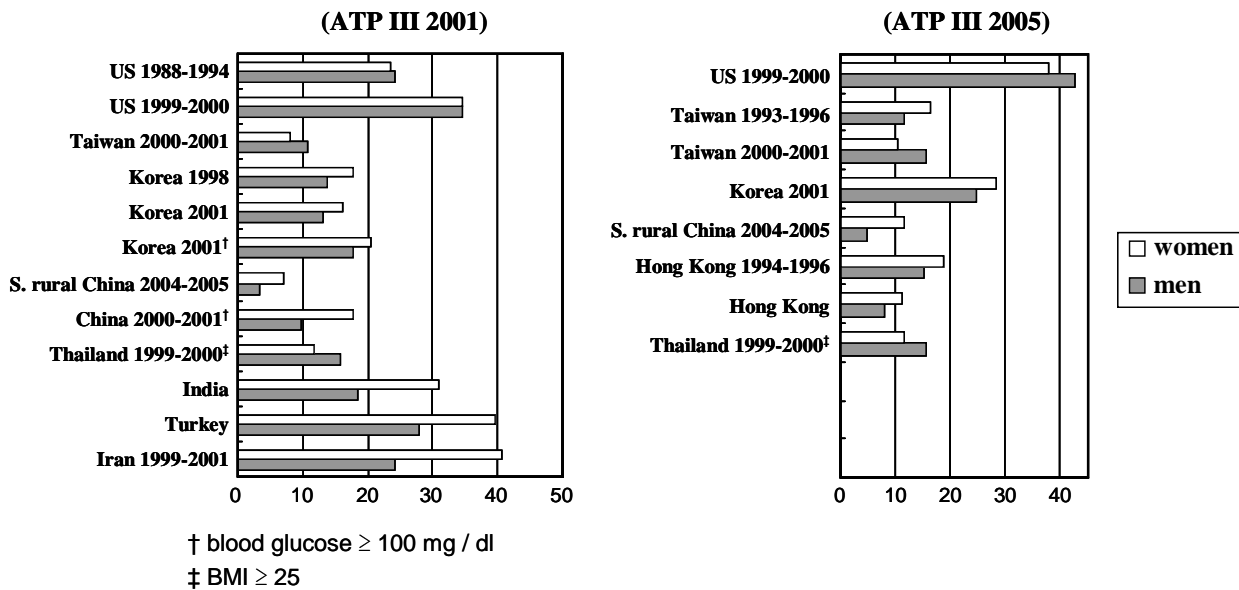 (ATP III 2001)
US 1988-1994
US 1999-2000
Taiwan 2000-2001
Korea 1998
Korea 2001
Korea 2001†
S. rural China 2004-2005
China 2000-2001†
Thailand 1999-2000‡
India
Turkey
Iran 1999-2001
0 10 20 30 40 50
† blood glucose ≥ 100 mg / dl
‡ BMI ≥ 25
(ATP III 2005)
US 1999-2000
Taiwan 1993-1996
Taiwan 2000-2001
Korea 2001
S. rural China 2004-2005
Hong Kong 1994-1996
Hong Kong
Thailand 1999-2000‡
0 10 20 30 40
women
men